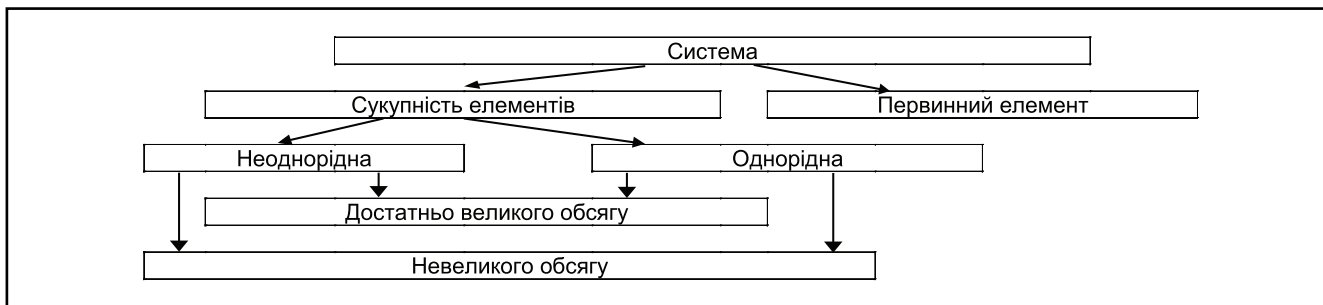 Система
Сукупність елементів
Первинний елемент
Неоднорідна
Однорідна
Достатньо великого обсягу
Невеликого обсягу